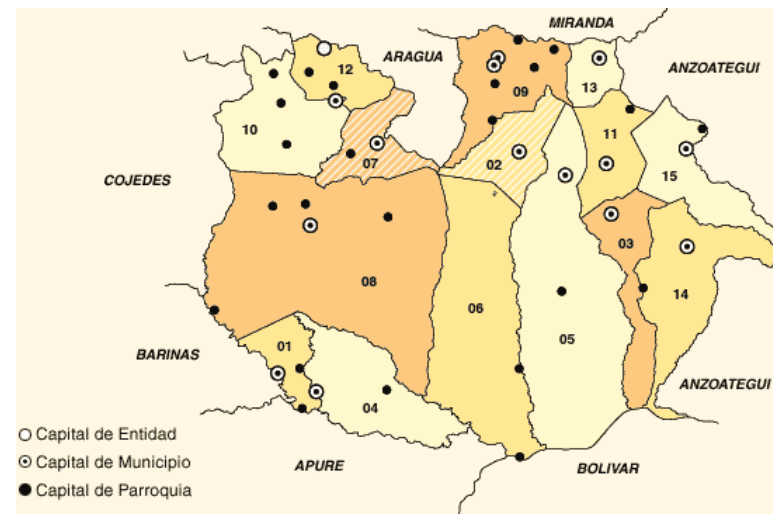 MIRANDA
ARAGUA
ANZOATEGUI
12
09
13
10
11
07
02
15
COJEDES
03
08
14
06
05
01
BARINAS
04
ANZOATEGUI
APURE
BOLIVAR
Capital de Entidad
Capital de Municipio
Capital de Parroquia